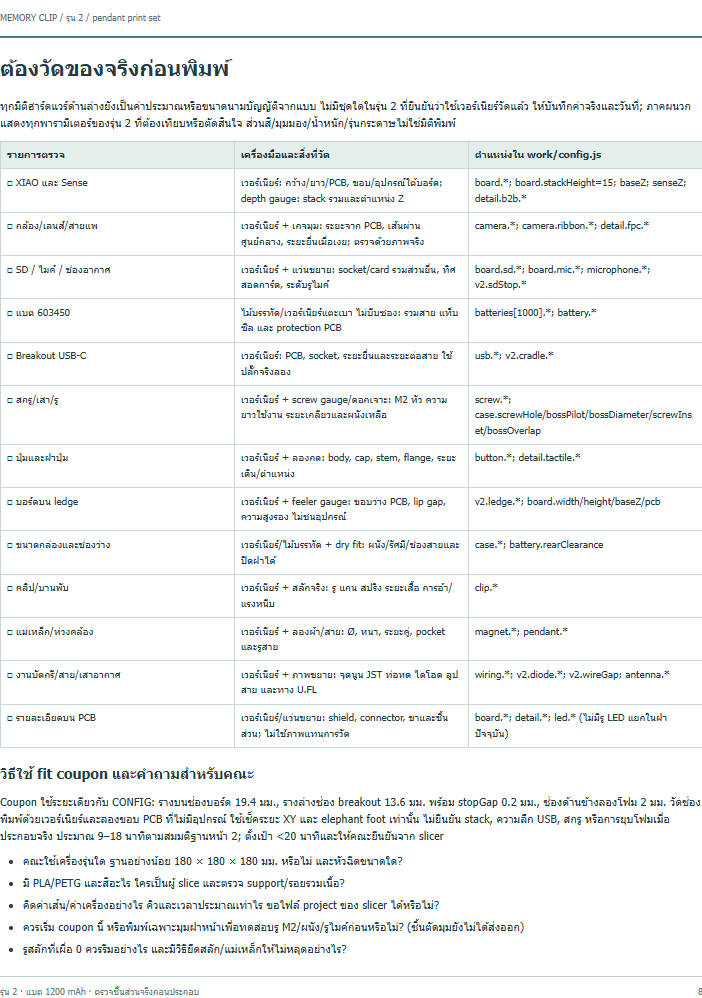 MEMORY CLIP / รุ่น 2 / pendant print set
ต้องวัดของจริงก่อนพิมพ์
ทุกมิติฮาร์ดแวร์ด้านล่างยังเป็นค่าประมาณหรือขนาดนามบัญญัติจากแบบ ไม่มีชุดใดในรุ่น 2 ที่ยืนยันว่าใช้เวอร์เนียร์วัดแล้ว ให้บันทึกค่าจริงและวันที่; ภาคผนวก
แสดงทุกพารามิเตอร์ของรุ่น 2 ที่ต้องเทียบหรือตัดสินใจ ส่วนสี/มุมมอง/น้ำหนัก/รุ่นกระดาษไม่ใช่มิติพิมพ์
รายการตรวจ เครื่องมือและสิ่งที่วัด ตำแหน่งใน work/config.js
□ XIAO และ Sense เวอร์เนียร์: กว้าง/ยาว/PCB, ขอบ/อุปกรณ์ใต้บอร์ด; board.*; board.stackHeight=15; baseZ; senseZ;
depth gauge: stack รวมและตำแหน่ง Z detail.b2b.*
□ กล้อง/เลนส์/สายแพ เวอร์เนียร์ + เกจมุม: ระยะจาก PCB, เส้นผ่าน camera.*; camera.ribbon.*; detail.fpc.*
ศูนย์กลาง, ระยะยื่นเมื่อเงย; ตรวจด้วยภาพจริง
□ SD / ไมค์ / ช่องอากาศ เวอร์เนียร์ + แว่นขยาย: socket/card รวมส่วนยื่น, ทิศ board.sd.*; board.mic.*; microphone.*;
สอดการ์ด, ระดับรูไมค์ v2.sdStop.*
□ แบต 603450 ไม้บรรทัด/เวอร์เนียร์แตะเบา ไม่บีบซอง: รวมสาย แท็บ batteries[1000].*; battery.*
ซีล และ protection PCB
□ Breakout USB-C เวอร์เนียร์: PCB, socket, ระยะยื่นและระยะต่อสาย ใช้ usb.*; v2.cradle.*
ปลั๊กจริงลอง
□ สกรู/เสา/รู เวอร์เนียร์ + screw gauge/ดอกเจาะ: M2 หัว ความ screw.*;
ยาวใช้งาน ระยะเกลียวและผนังเหลือ case.screwHole/bossPilot/bossDiameter/screwIns
et/bossOverlap
□ ปุ่มและฝาปุ่ม เวอร์เนียร์ + ลองกด: body, cap, stem, flange, ระยะ button.*; detail.tactile.*
เดิน/ตำแหน่ง
□ บอร์ดบน ledge เวอร์เนียร์ + feeler gauge: ขอบว่าง PCB, lip gap, v2.ledge.*; board.width/height/baseZ/pcb
ความสูงรอง ไม่ชนอุปกรณ์
□ ขนาดกล่องและช่องว่าง เวอร์เนียร์/ไม้บรรทัด + dry fit: ผนัง/รัศมี/ช่องสายและ case.*; battery.rearClearance
ปิดฝาได้
□ คลิป/บานพับ เวอร์เนียร์ + สลักจริง: รู แกน สปริง ระยะเสื้อ การอ้า/ clip.*
แรงหนีบ
□ แม่เหล็ก/ห่วงคล้อง เวอร์เนียร์ + ลองผ้า/สาย: Ø, หนา, ระยะคู่, pocket magnet.*; pendant.*
และรูสาย
□ งานบัดกรี/สาย/เสาอากาศ เวอร์เนียร์ + ภาพขยาย: จุดนูน JST ท่อหด ไดโอด ลูป wiring.*; v2.diode.*; v2.wireGap; antenna.*
สาย และทาง U.FL
□ รายละเอียดบน PCB เวอร์เนียร์/แว่นขยาย: shield, connector, ขาและชิ้น board.*; detail.*; led.* (ไม่มีรู LED แยกในฝา
ส่วน; ไม่ใช้ภาพแทนการวัด ปัจจุบัน)
วิธีใช้ fit coupon และคำถามสำหรับคณะ
Coupon ใช้ระยะเดียวกับ CONFIG: รางบนช่องบอร์ด 19.4 มม., รางล่างช่อง breakout 13.6 มม. พร้อม stopGap 0.2 มม., ช่องด้านข้างลองโฟม 2 มม. วัดช่อง
พิมพ์ด้วยเวอร์เนียร์และลองขอบ PCB ที่ไม่มีอุปกรณ์ ใช้เช็คระยะ XY และ elephant foot เท่านั้น ไม่ยืนยัน stack, ความลึก USB, สกรู หรือการยุบโฟมเมื่อ
ประกอบจริง ประมาณ 9–18 นาทีตามสมมติฐานหน้า 2; ตั้งเป้า <20 นาทีและให้คณะยืนยันจาก slicer
• คณะใช้เครื่องรุ่นใด ฐานอย่างน้อย 180 × 180 × 180 มม. หรือไม่ และหัวฉีดขนาดใด?
• มี PLA/PETG และสีอะไร ใครเป็นผู้ slice และตรวจ support/รอยรวมเนื้อ?
• คิดค่าเส้น/ค่าเครื่องอย่างไร คิวและเวลาประมาณเท่าไร ขอไฟล์ project ของ slicer ได้หรือไม่?
• ควรเริ่ม coupon นี้ หรือพิมพ์เฉพาะมุมฝาหน้าเพื่อทดสอบรู M2/ผนัง/รูไมค์ก่อนหรือไม่? (ชิ้นตัดมุมยังไม่ได้ส่งออก)
• รูสลักที่เผื่อ 0 ควรริมอย่างไร และมีวิธียึดสลัก/แม่เหล็กให้ไม่หลุดอย่างไร?
รุ่น 2 · แบต 1200 mAh · ตรวจชิ้นส่วนจริงก่อนประกอบ 8